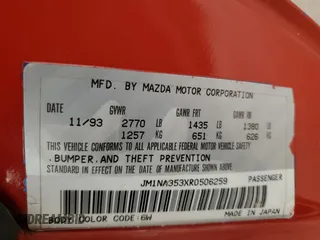 MFD. BY MAZDA MOTOR CORPORATION
DATE GVWR GAWR FRT GAWR RR
11/93 2770 LB 1435 LB 1380 LB
1257 KG 651 KG 626 KG
THIS VEHICLE CONFORMS TO ALL APPLICABLE FEDERAL MOTOR VEHICLE SAFETY
BUMPER.AND THEFT PREVENTION
STANDARD IN EFFECT ON THE DATE OF MANUFACTURE SHOWN ABOVE.
JM1NA353XR0506259 PASSENGER
BODY COLOR CODE:6W MADE IN JAPAN